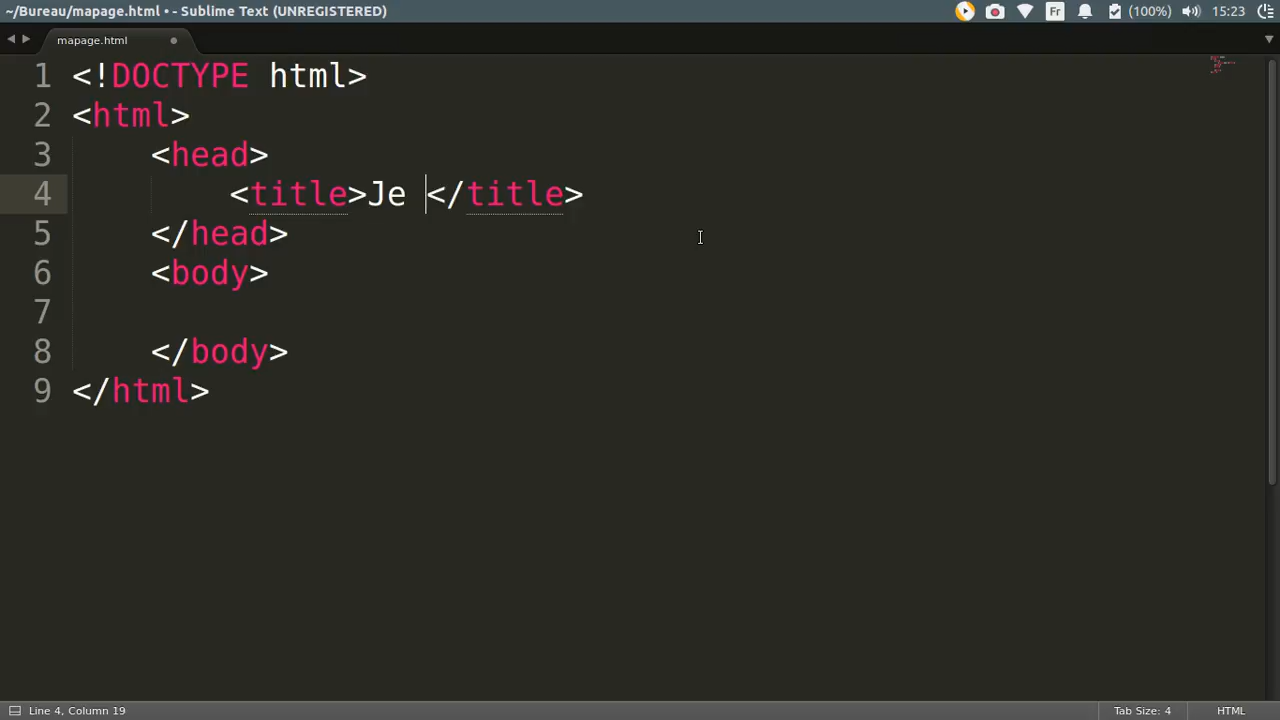 ~/Bureau/mapage.html • - Sublime Text (UNREGISTERED)
Fr
(100%)
15:23
mapage.html
1 <!DOCTYPE html>
2 <html>
3 <head>
4 <title>Je </title>
5 </head>
6 <body>
7
8 </body>
9 </html>
Line 4, Column 19
Tab Size: 4
HTML